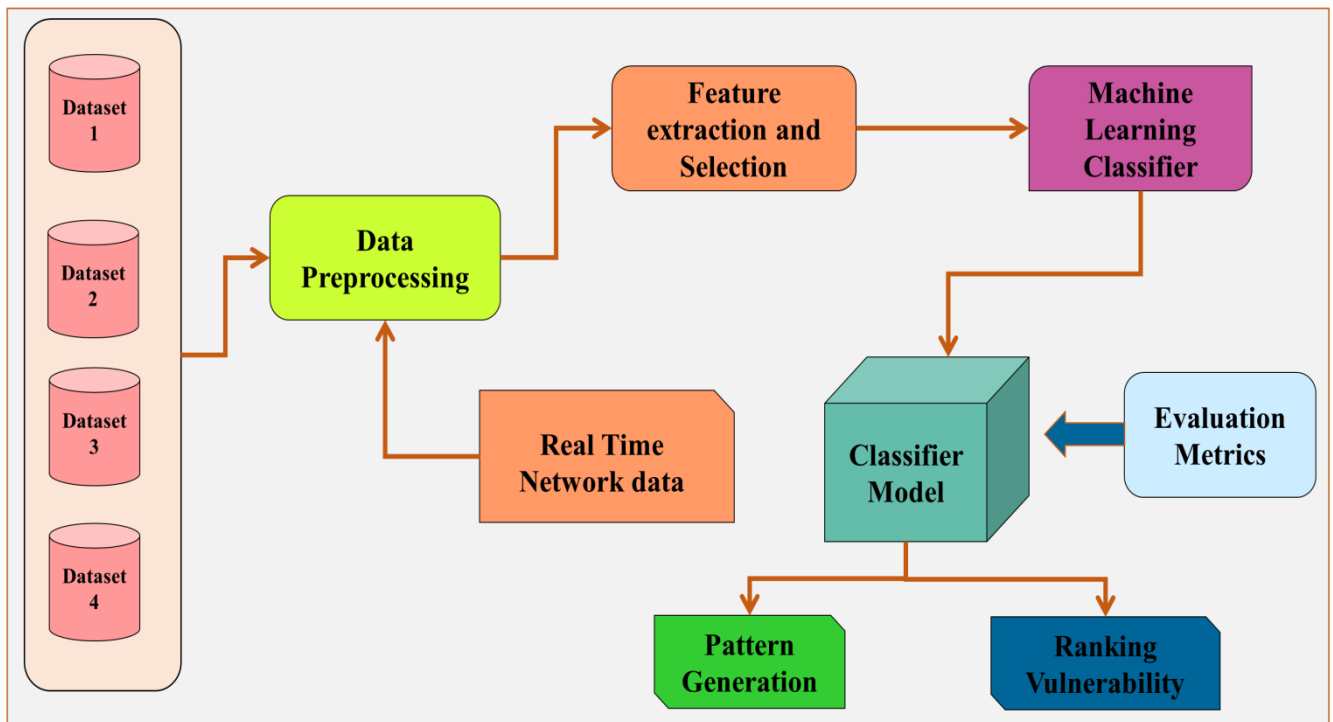 Dataset
1
Dataset
2
Dataset
3
Dataset
4
Data
Preprocessing
Real Time
Network data
Feature
extraction and
Selection
Machine
Learning
Classifier
Classifier
Model
Evaluation
Metrics
Pattern
Generation
Ranking
Vulnerability